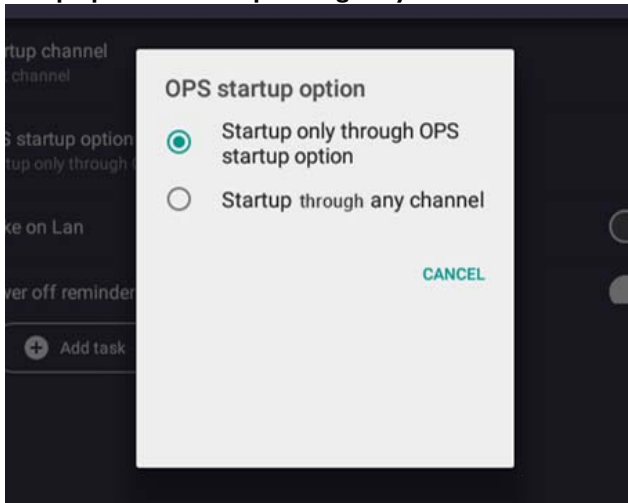 rtup channel
channel
OPS startup option
Startup only through OPS
startup option
S startup option
tup only through
Startup through any channel
ke on Lan
CANCEL
ver off reminder
Add task